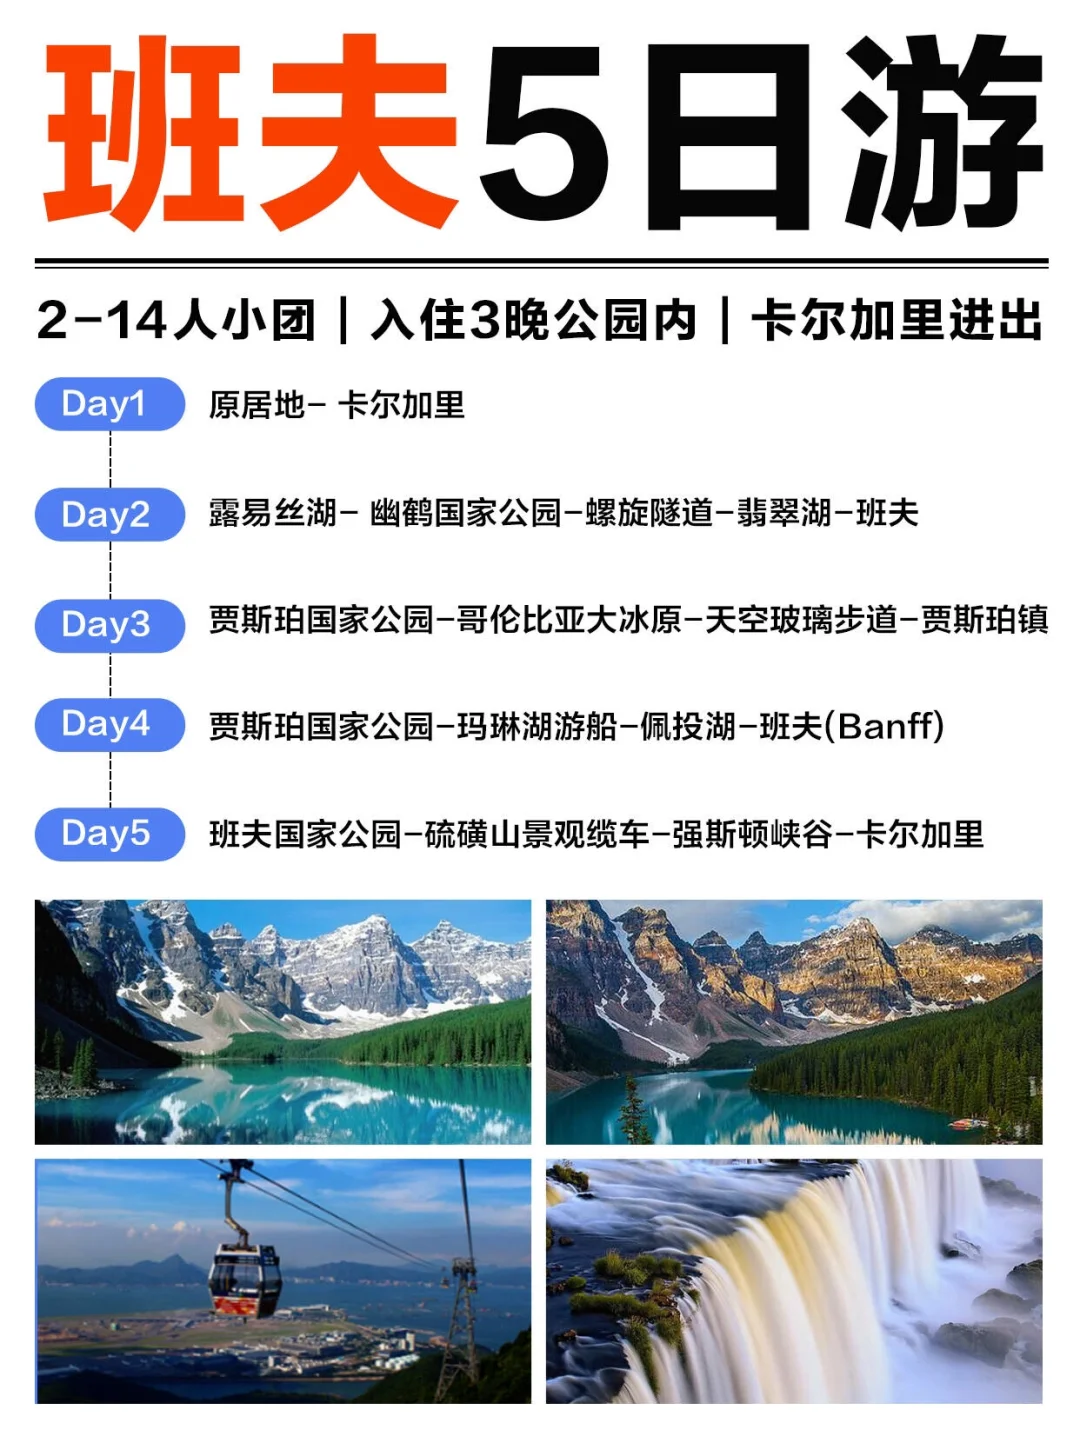 班夫5日游
2-14人小团｜入住3晚公园内｜卡尔加里进出
Day1 原居地- 卡尔加里
Day2 露易丝湖- 幽鹤国家公园-螺旋隧道-翡翠湖-班夫
Day3 贾斯珀国家公园-哥伦比亚大冰原-天空玻璃步道-贾斯珀镇
Day4 贾斯珀国家公园-玛琳湖游船-佩投湖-班夫(Banff)
Day5 班夫国家公园-硫磺山景观缆车-强斯顿峡谷-卡尔加里